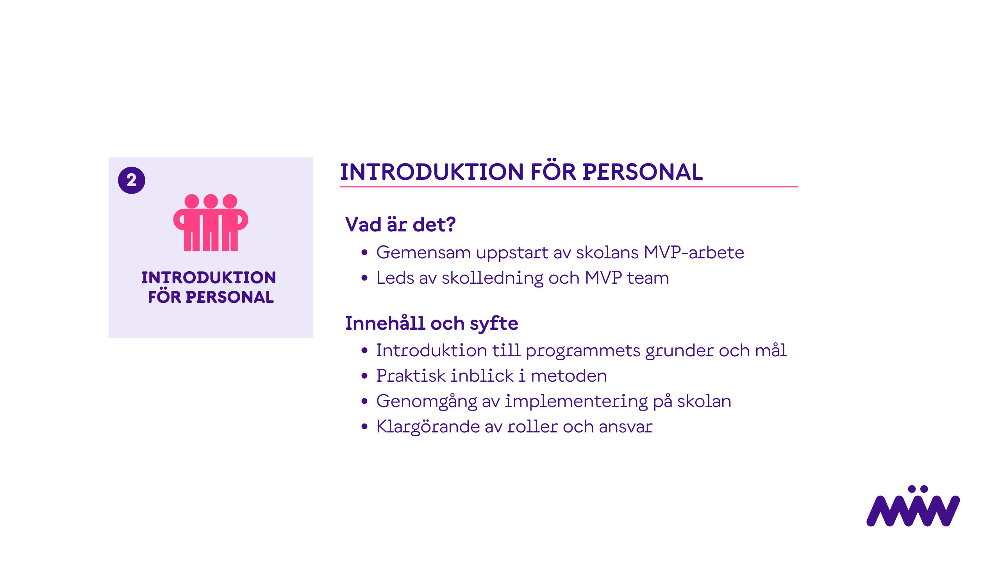 2
INTRODUKTION
FÖR PERSONAL
INTRODUKTION FÖR PERSONAL
Vad är det?
• Gemensam uppstart av skolans MVP-arbete
• Leds av skolledning och MVP team
Innehåll och syfte
• Introduktion till programmets grunder och mål
• Praktisk inblick i metoden
• Genomgång av implementering på skolan
• Klargörande av roller och ansvar
MÄN